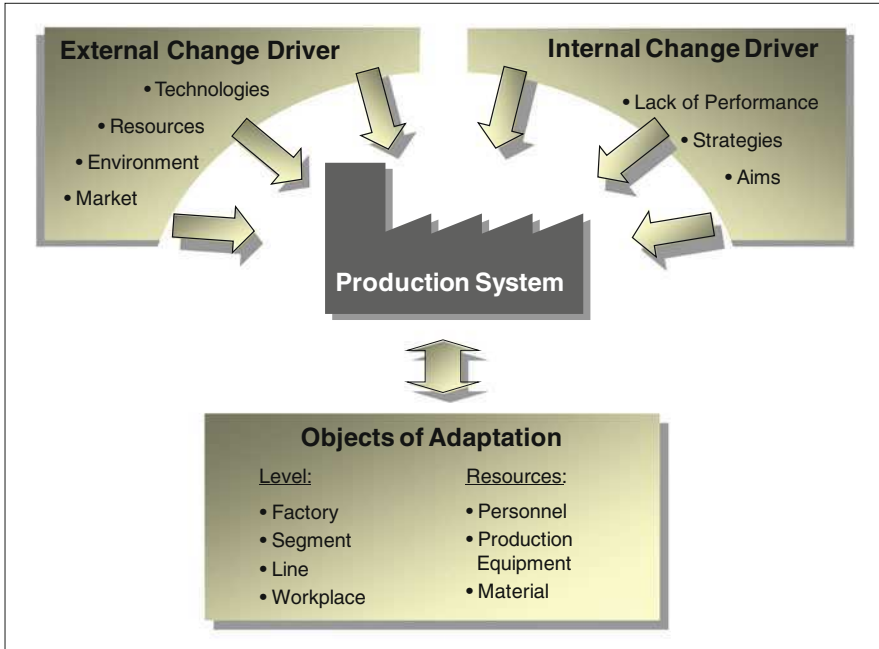 External Change Driver
• Technologies
• Resources
• Environment
• Market
Internal Change Driver
• Lack of Performance
• Strategies
• Aims
Production System
Objects of Adaptation
Level:
• Factory
• Segment
• Line
• Workplace
Resources:
• Personnel
• Production
Equipment
• Material